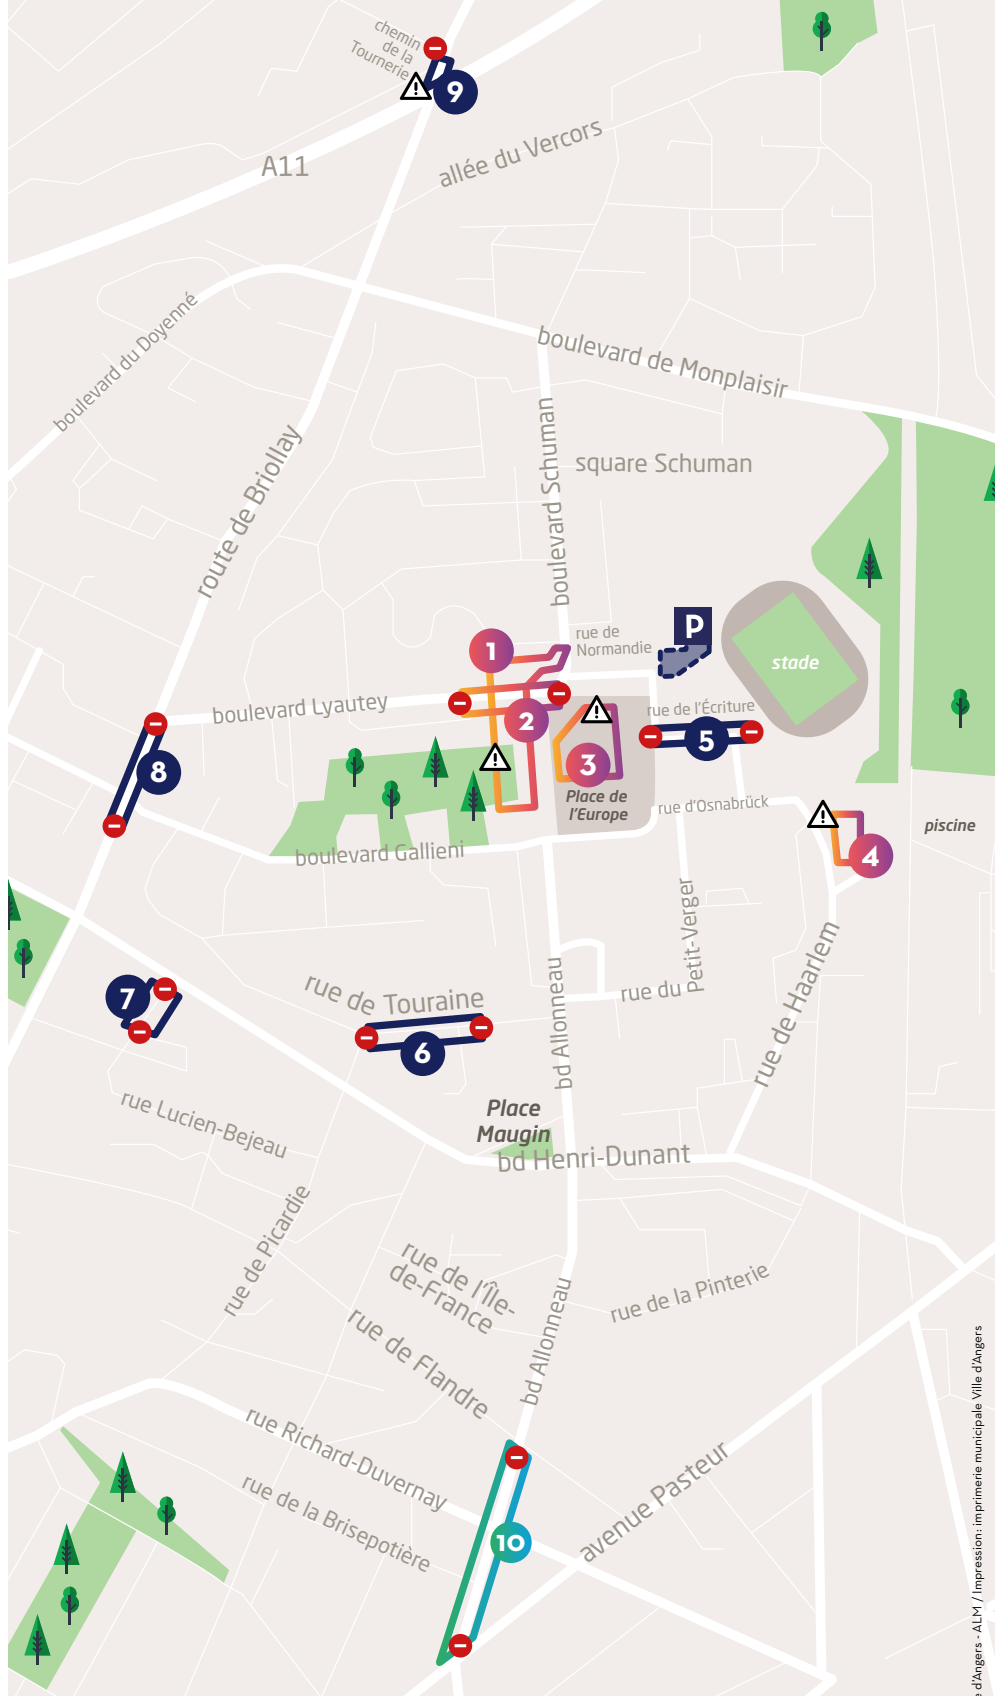 chemin
de la
Tournerie
9
A11
allée du Vercors
boulevard du Doyenné
boulevard de Monplaisir
route de Briollay
boulevard Schuman
square Schuman
1
rue de
Normandie
P
stade
boulevard Lyautey
2
rue de l'Écriture
5
8
3
Place de
l'Europe
rue d'Osnabrück
4
piscine
boulevard Gallieni
Petit-Verger
rue du
rue de Haarlem
bd Allonneau
7
rue de Touraine
6
rue Lucien-Bejeau
Place
Maugin
bd Henri-Dunant
rue de Picardie
rue de l'Île-
de-France
rue de la Pinterie
rue de Flandre
bd Allonneau
rue Richard-Duvernay
rue de la Brisepotière
avenue Pasteur
10
d'Angers - ALM / Impression: imprimerie municipale Ville d'Angers